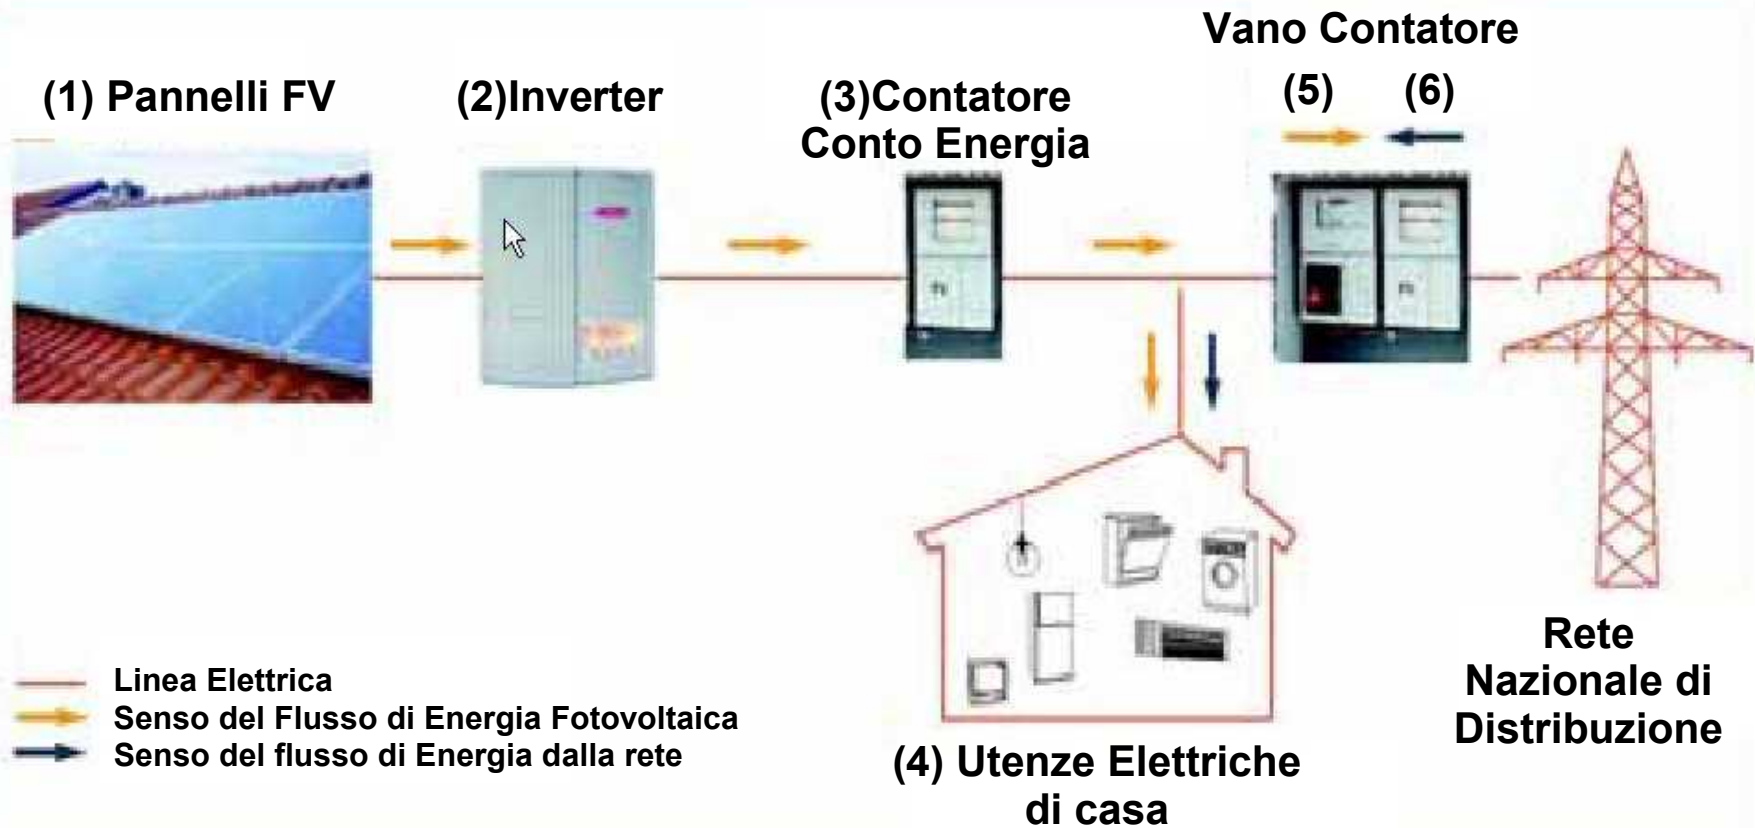 Vano Contatore
(1) Pannelli FV
(2)Inverter
(3)Contatore
Conto Energia
(5)
(6)
Linea Elettrica
Senso del Flusso di Energia Fotovoltaica
Senso del flusso di Energia dalla rete
(4) Utenze Elettriche
di casa
Rete
Nazionale di
Distribuzione